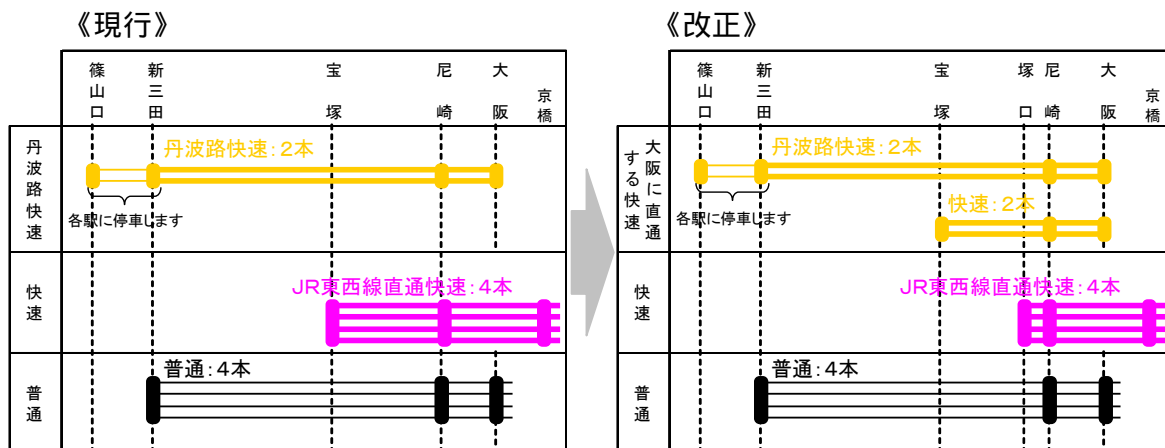 《現行》
篠山口
新三田
宝塚
尼崎
大阪
京橋
丹波路快速
丹波路快速：2本
各駅に停車します
快速
JR東西線直通快速：4本
普通
普通：4本
《改正》
篠山口
新三田
宝塚
塚口
尼崎
大阪
京橋
大阪に直通
する快速
丹波路快速：2本
各駅に停車します
快速：2本
快速
JR東西線直通快速：4本
普通
普通：4本